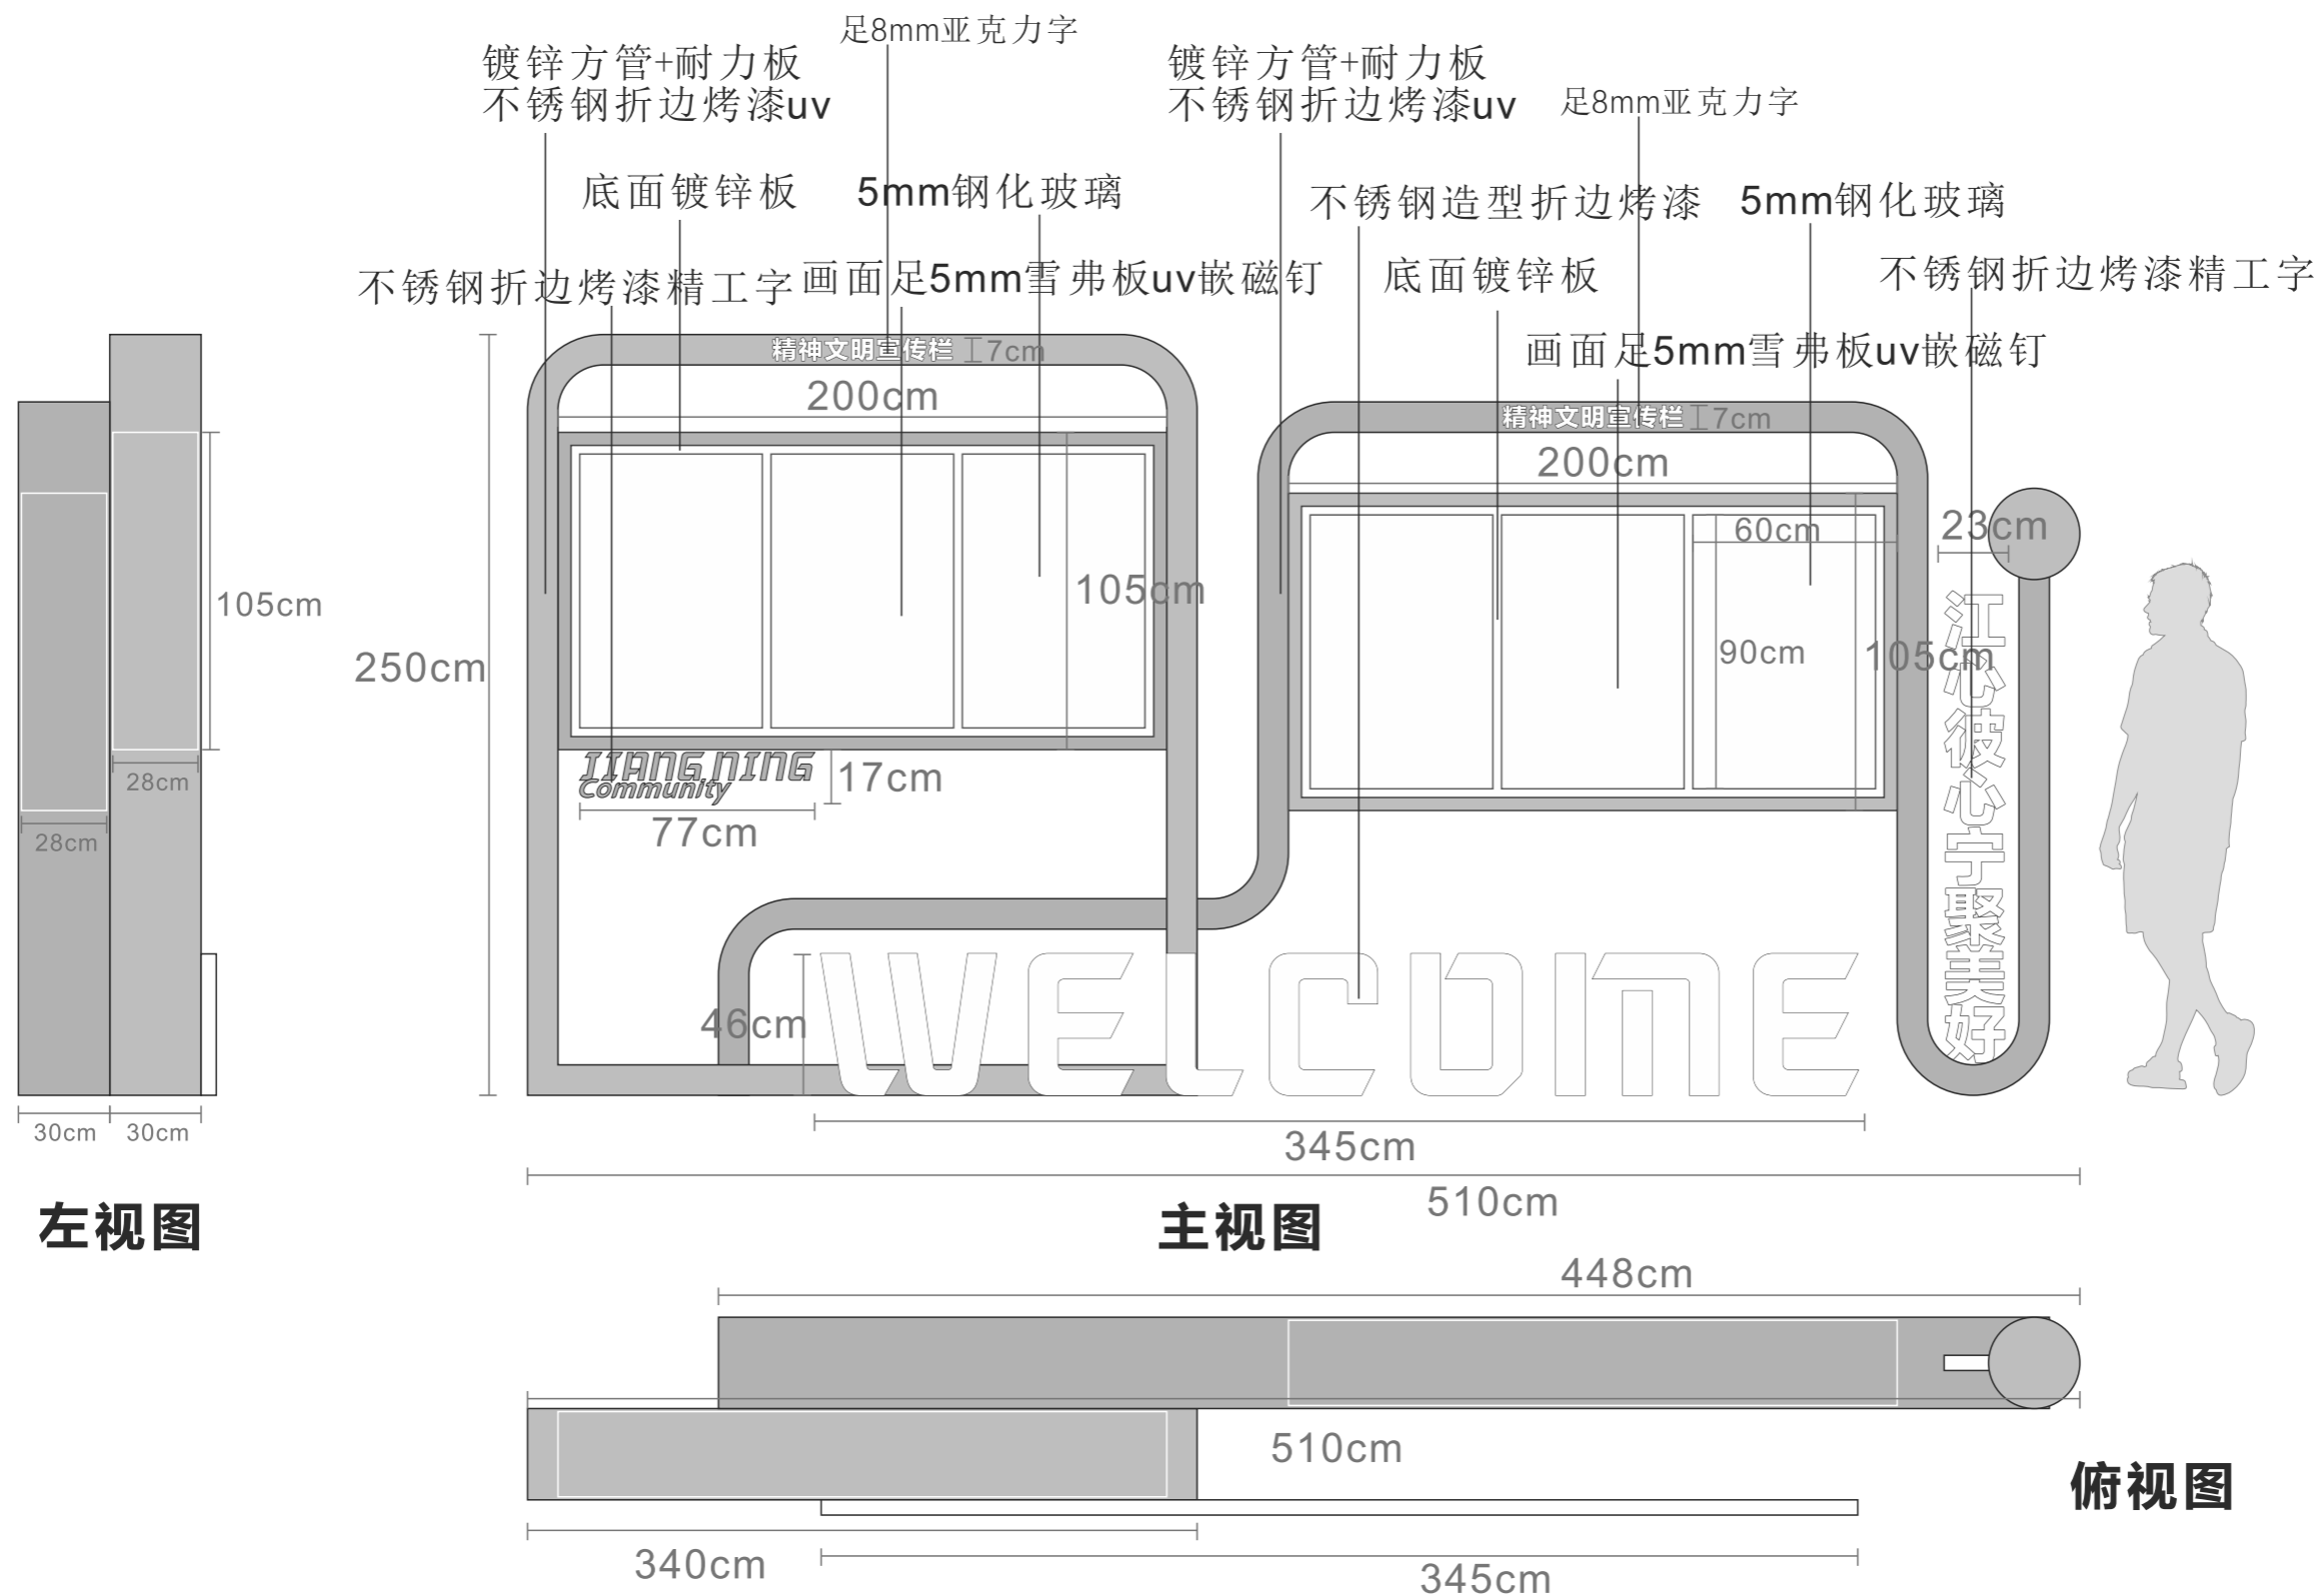 足8mm亚克力字
镀锌方管+耐力板
不锈钢折边烤漆uv
镀锌方管+耐力板
不锈钢折边烤漆uv
足8mm亚克力字
底面镀锌板
5mm钢化玻璃
不锈钢造型折边烤漆
5mm钢化玻璃
不锈钢折边烤漆精工字
画面足5mm雪弗板uv嵌磁钉
底面镀锌板
不锈钢折边烤漆精工字
画面足5mm雪弗板uv嵌磁钉
精神文明宣传栏
7cm
200cm
精神文明宣传栏
7cm
200cm
60cm
23cm
105cm
105cm
250cm
90cm
105cm
江心彼心宁聚美好
28cm
28cm
JIANG NING
Community
17cm
77cm
46cm
WELCOME
30cm
30cm
345cm
510cm
左视图
主视图
448cm
510cm
俯视图
340cm
345cm